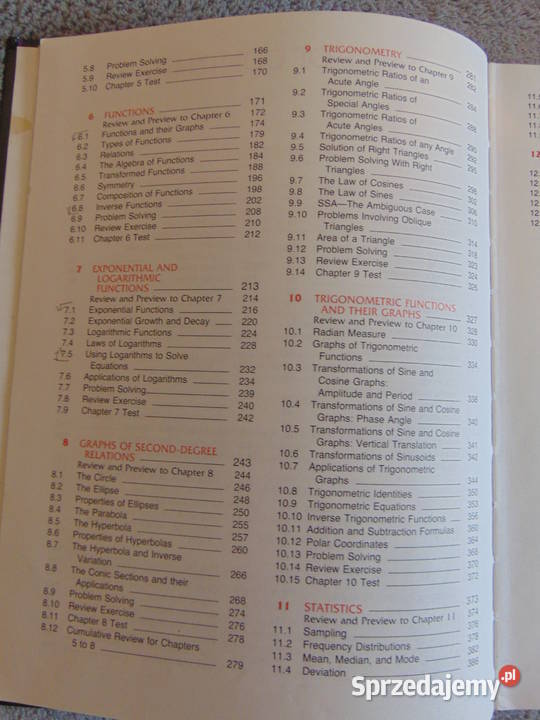 5.8 Problem Solving 166
5.9 Review Exercise 168
5.10 Chapter 5 Test 170
6 FUNCTIONS 171
Review and Preview to Chapter 6 172
6.1 Functions and their Graphs 174
6.2 Types of Functions 179
6.3 Relations 182
6.4 The Algebra of Functions 184
6.5 Transformed Functions 188
6.6 Symmetry 196
6.7 Composition of Functions 198
6.8 Inverse Functions 202
6.9 Problem Solving 208
6.10 Review Exercise 210
6.11 Chapter 6 Test 212
7 EXPONENTIAL AND
LOGARITHMIC
FUNCTIONS 213
Review and Preview to Chapter 7 214
7.1 Exponential Functions 216
7.2 Exponential Growth and Decay 220
7.3 Logarithmic Functions 224
7.4 Laws of Logarithms 228
7.5 Using Logarithms to Solve
Equations 232
7.6 Applications of Logarithms 234
7.7 Problem Solving 239
7.8 Review Exercise 240
7.9 Chapter 7 Test 242
8 GRAPHS OF SECOND-DEGREE
RELATIONS 243
Review and Preview to Chapter 8 244
8.1 The Circle 246
8.2 The Ellipse 248
8.3 Properties of Ellipses 250
8.4 The Parabola 255
8.5 The Hyperbola 257
8.6 Properties of Hyperbolas 260
8.7 The Hyperbola and Inverse
Variation 266
8.8 The Conic Sections and their
Applications 268
8.9 Problem Solving 274
8.10 Review Exercise 276
8.11 Chapter 8 Test 278
8.12 Cumulative Review for Chapters
5 to 8 279
9 TRIGONOMETRY 281
Review and Preview to Chapter 9
9.1 Trigonometric Ratios of an
Acute Angle
9.2 Trigonometric Ratios of
Special Angles
9.3 Trigonometric Ratios of
Acute Angles
9.4 Trigonometric Ratios of any Angle
9.5 Solution of Right Triangles
9.6 Problem Solving With Right
Triangles
9.7 The Law of Cosines
9.8 The Law of Sines
9.9 SSA—The Ambiguous Case
9.10 Problems Involving Oblique
Triangles
9.11 Area of a Triangle
9.12 Problem Solving
9.13 Review Exercise
9.14 Chapter 9 Test 326
10 TRIGONOMETRIC FUNCTIONS
AND THEIR GRAPHS 327
Review and Preview to Chapter 10 328
10.1 Radian Measure 330
10.2 Graphs of Trigonometric
Functions 334
10.3 Transformations of Sine and
Cosine Graphs:
Amplitude and Period
10.4 Transformations of Sine and Cosine
Graphs: Phase Angle 340
10.5 Transformations of Sine and Cosine
Graphs: Vertical Translation
10.6 Transformations of Sinusoids
10.7 Applications of Trigonometric
Graphs 344
10.8 Trigonometric Identities 350
10.9 Trigonometric Equations 353
10.10 Inverse Trigonometric Functions 356
10.11 Addition and Subtraction Formulas 360
10.12 Polar Coordinates 364
10.13 Problem Solving
10.14 Review Exercise 370
10.15 Chapter 10 Test 372
11 STATISTICS 373
Review and Preview to Chapter 11 374
11.1 Sampling 376
11.2 Frequency Distributions 378
11.3 Mean, Median, and Mode 382
11.4 Deviation 386
Sprzedajemy.pl